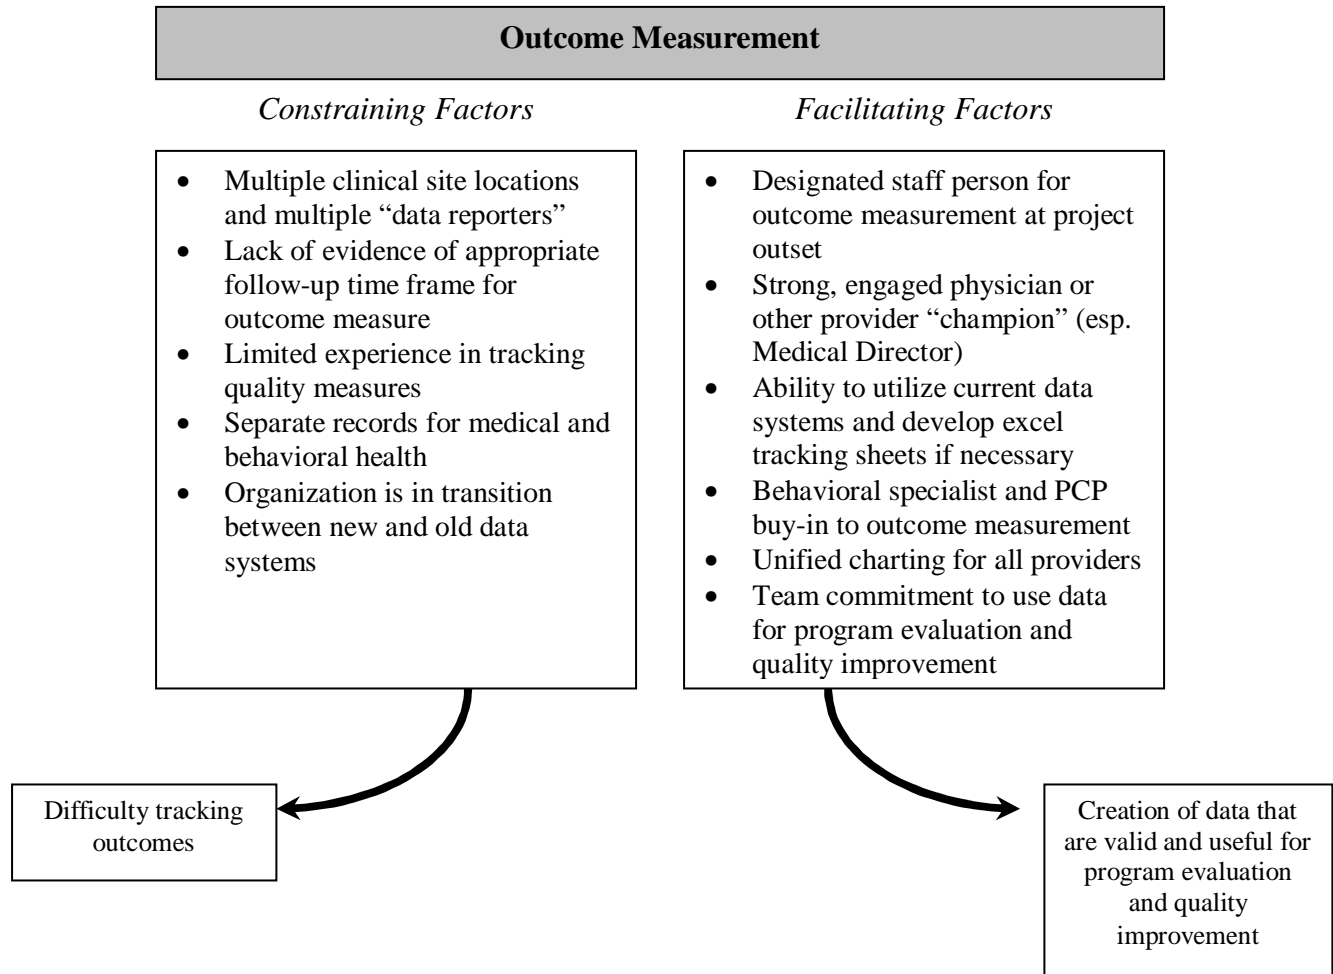 Outcome Measurement
Constraining Factors
Facilitating Factors
• Multiple clinical site locations
and multiple “data reporters”
• Lack of evidence of appropriate
follow-up time frame for
outcome measure
• Limited experience in tracking
quality measures
• Separate records for medical and
behavioral health
• Organization is in transition
between new and old data
systems
• Designated staff person for
outcome measurement at project
outset
• Strong, engaged physician or
other provider “champion” (esp.
Medical Director)
• Ability to utilize current data
systems and develop excel
tracking sheets if necessary
• Behavioral specialist and PCP
buy-in to outcome measurement
• Unified charting for all providers
• Team commitment to use data
for program evaluation and
quality improvement
Difficulty tracking
outcomes
Creation of data that
are valid and useful for
program evaluation
and quality
improvement